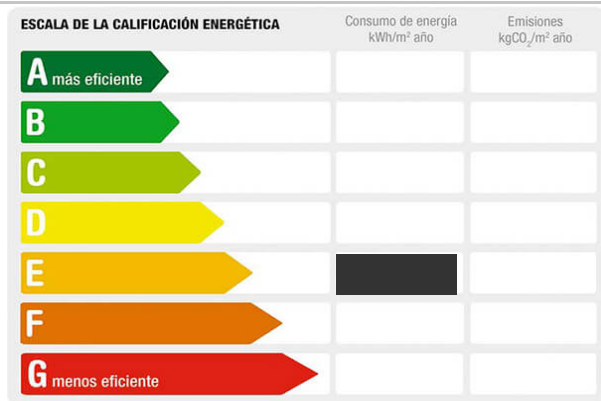 ESCALA DE LA CALIFICACIÓN ENERGÉTICA
Consumo de energía
kWh/m² año
Emisiones
kgCO₂/m² año
A más eficiente
B
C
D
E
F
G menos eficiente